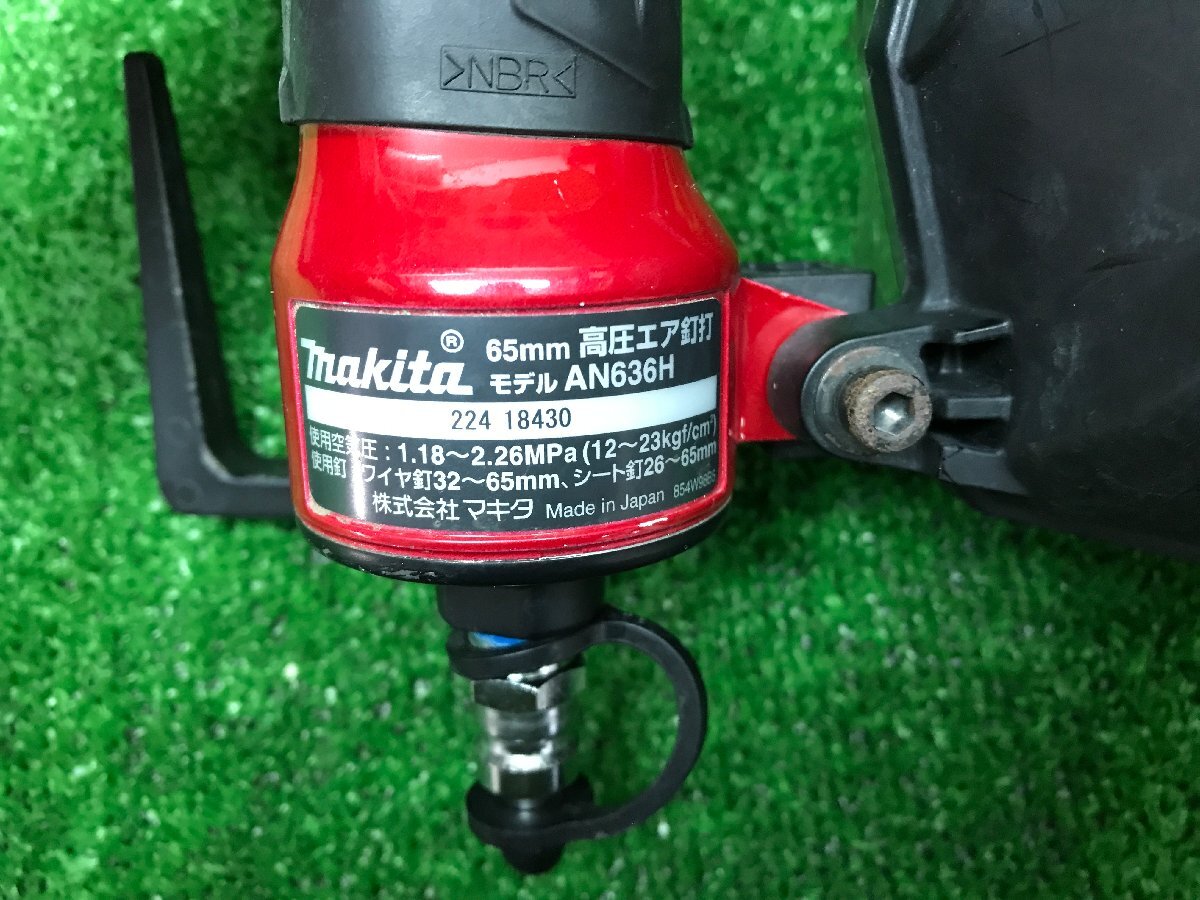 >NBR<
makita® 65mm 高圧エア釘打
モデル AN636H
224 18430
使用空気圧:1.18～2.26MPa(12～23kgf/cm²)
使用釘:ワイヤ釘32～65mm、シート釘26～65mm
株式会社マキタ Made in Japan